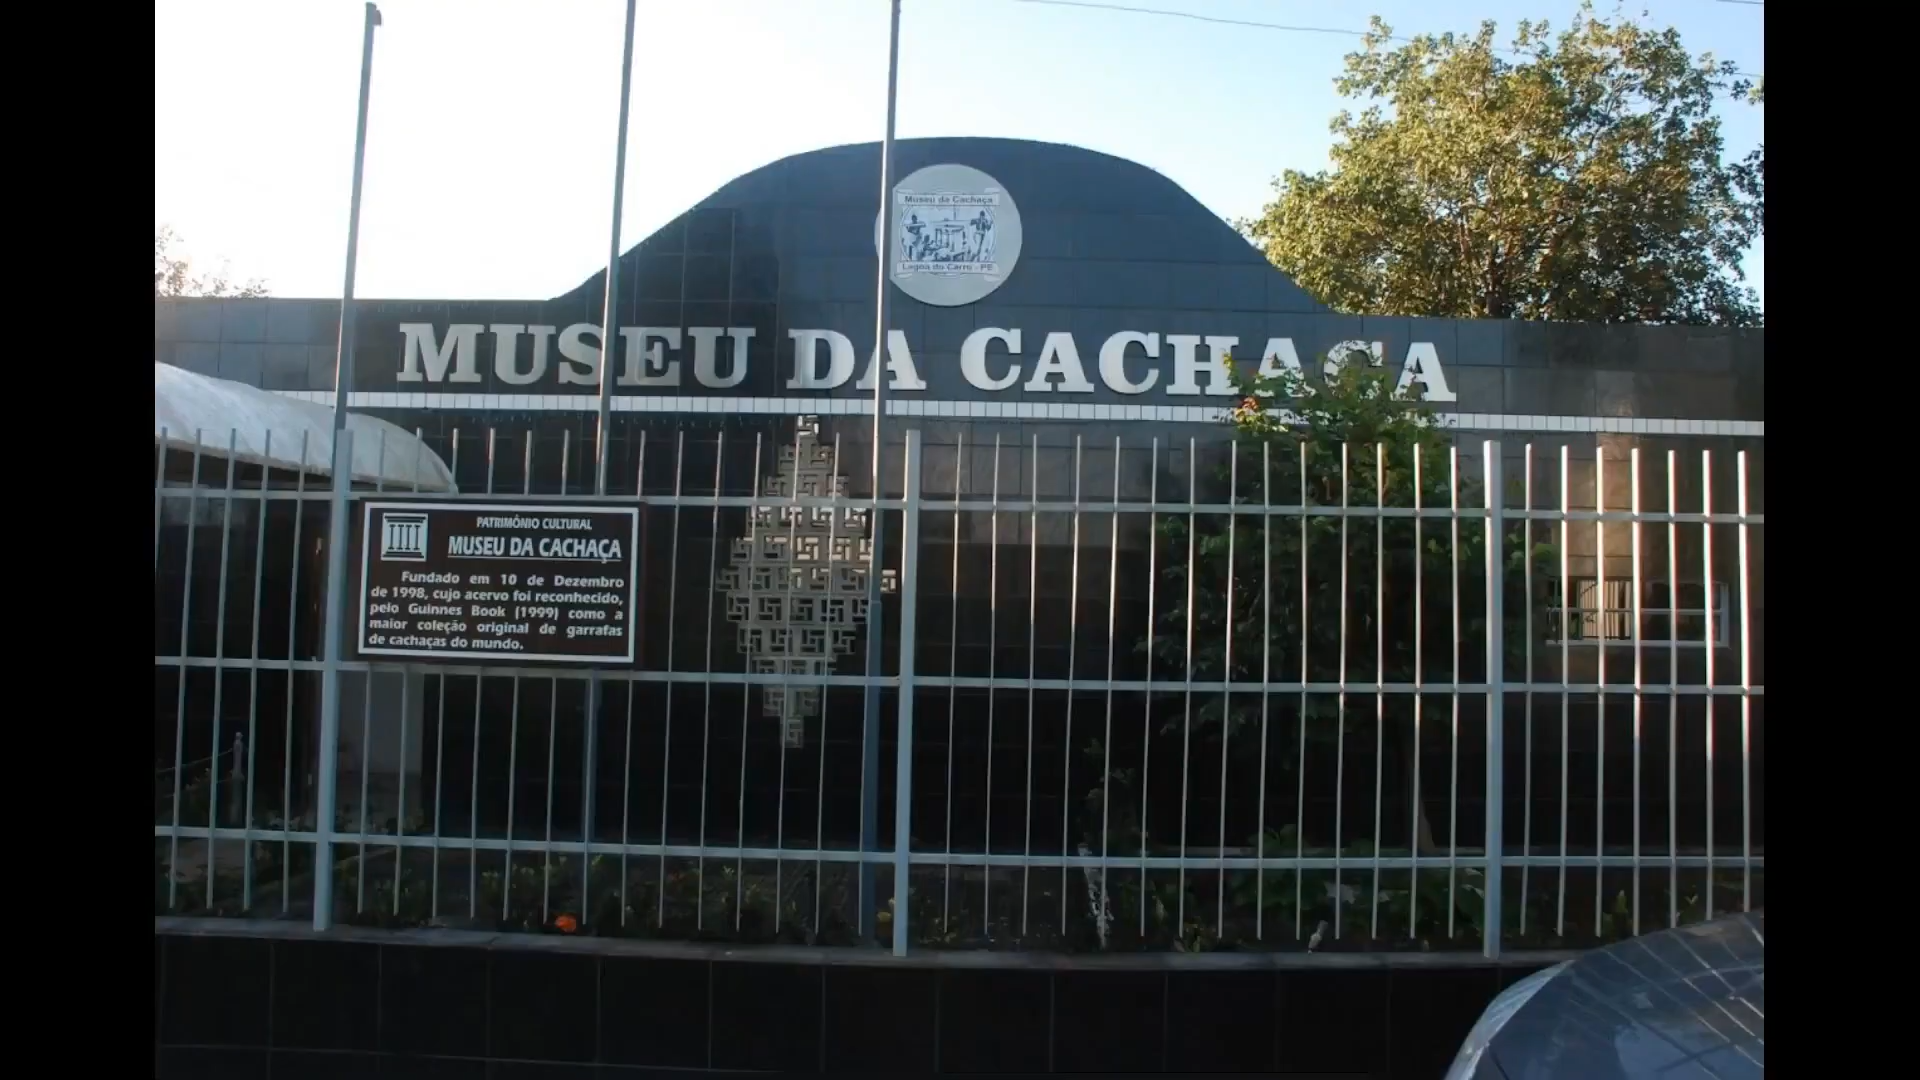 Museu da Cachaça
Lagoa do Carro - PE
MUSEU DA CACHAÇA
PATRIMÔNIO CULTURAL
MUSEU DA CACHAÇA
Fundado em 10 de Dezembro
de 1998, cujo acervo foi reconhecido,
pelo Guinnes Book (1999) como a
maior coleção original de garrafas
de cachaças do mundo.